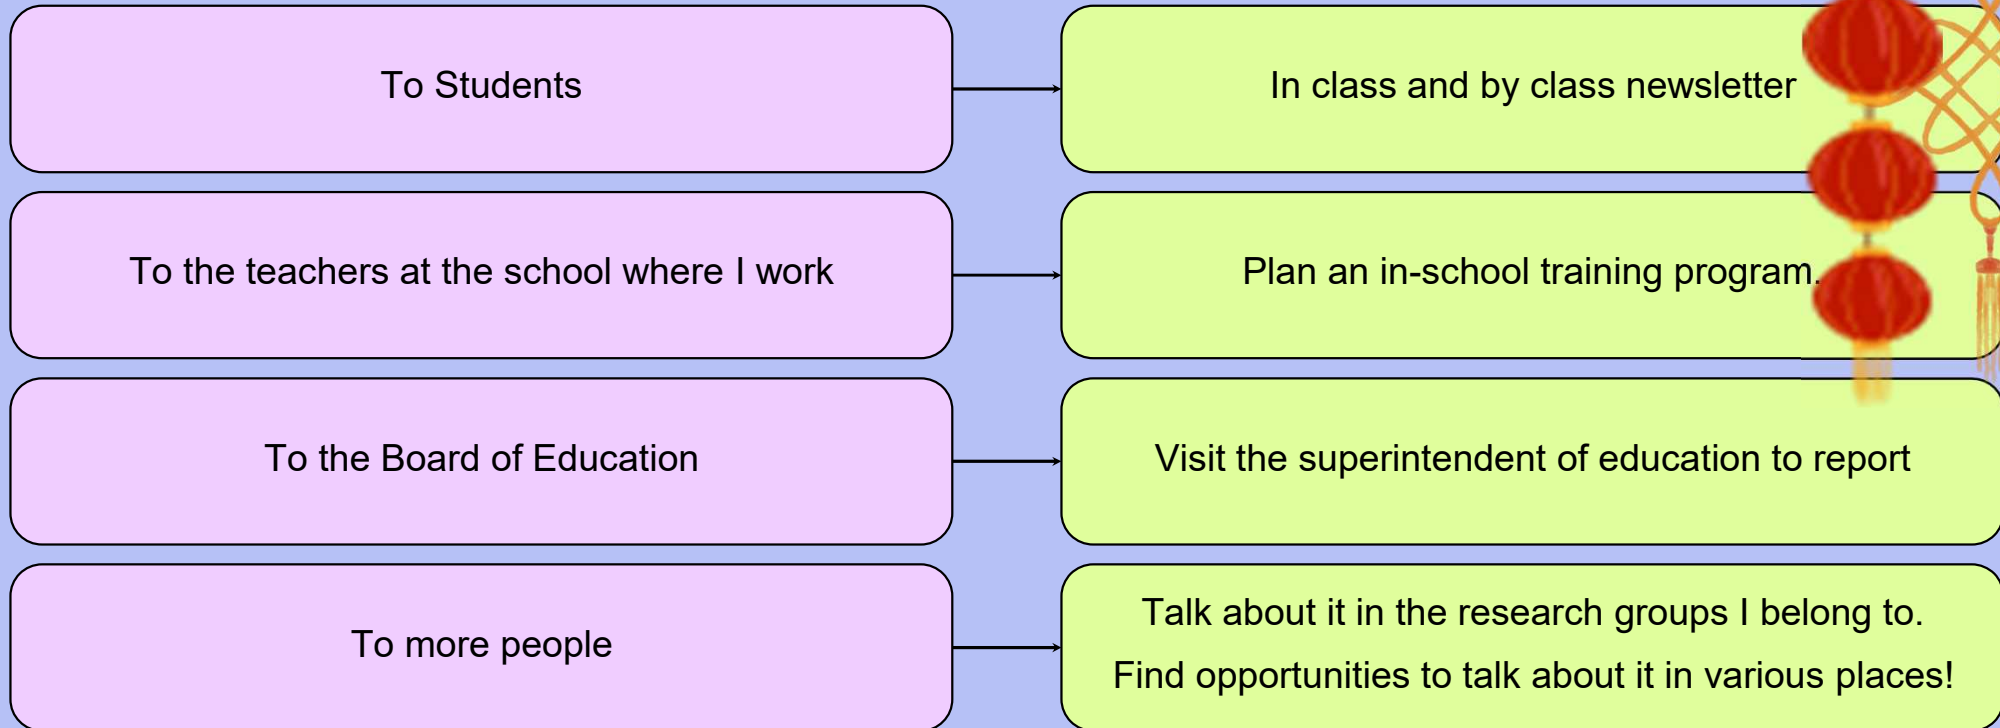 To Students
In class and by class newsletter
To the teachers at the school where I work
Plan an in-school training program.
To the Board of Education
Visit the superintendent of education to report
To more people
Talk about it in the research groups I belong to.
Find opportunities to talk about it in various places!